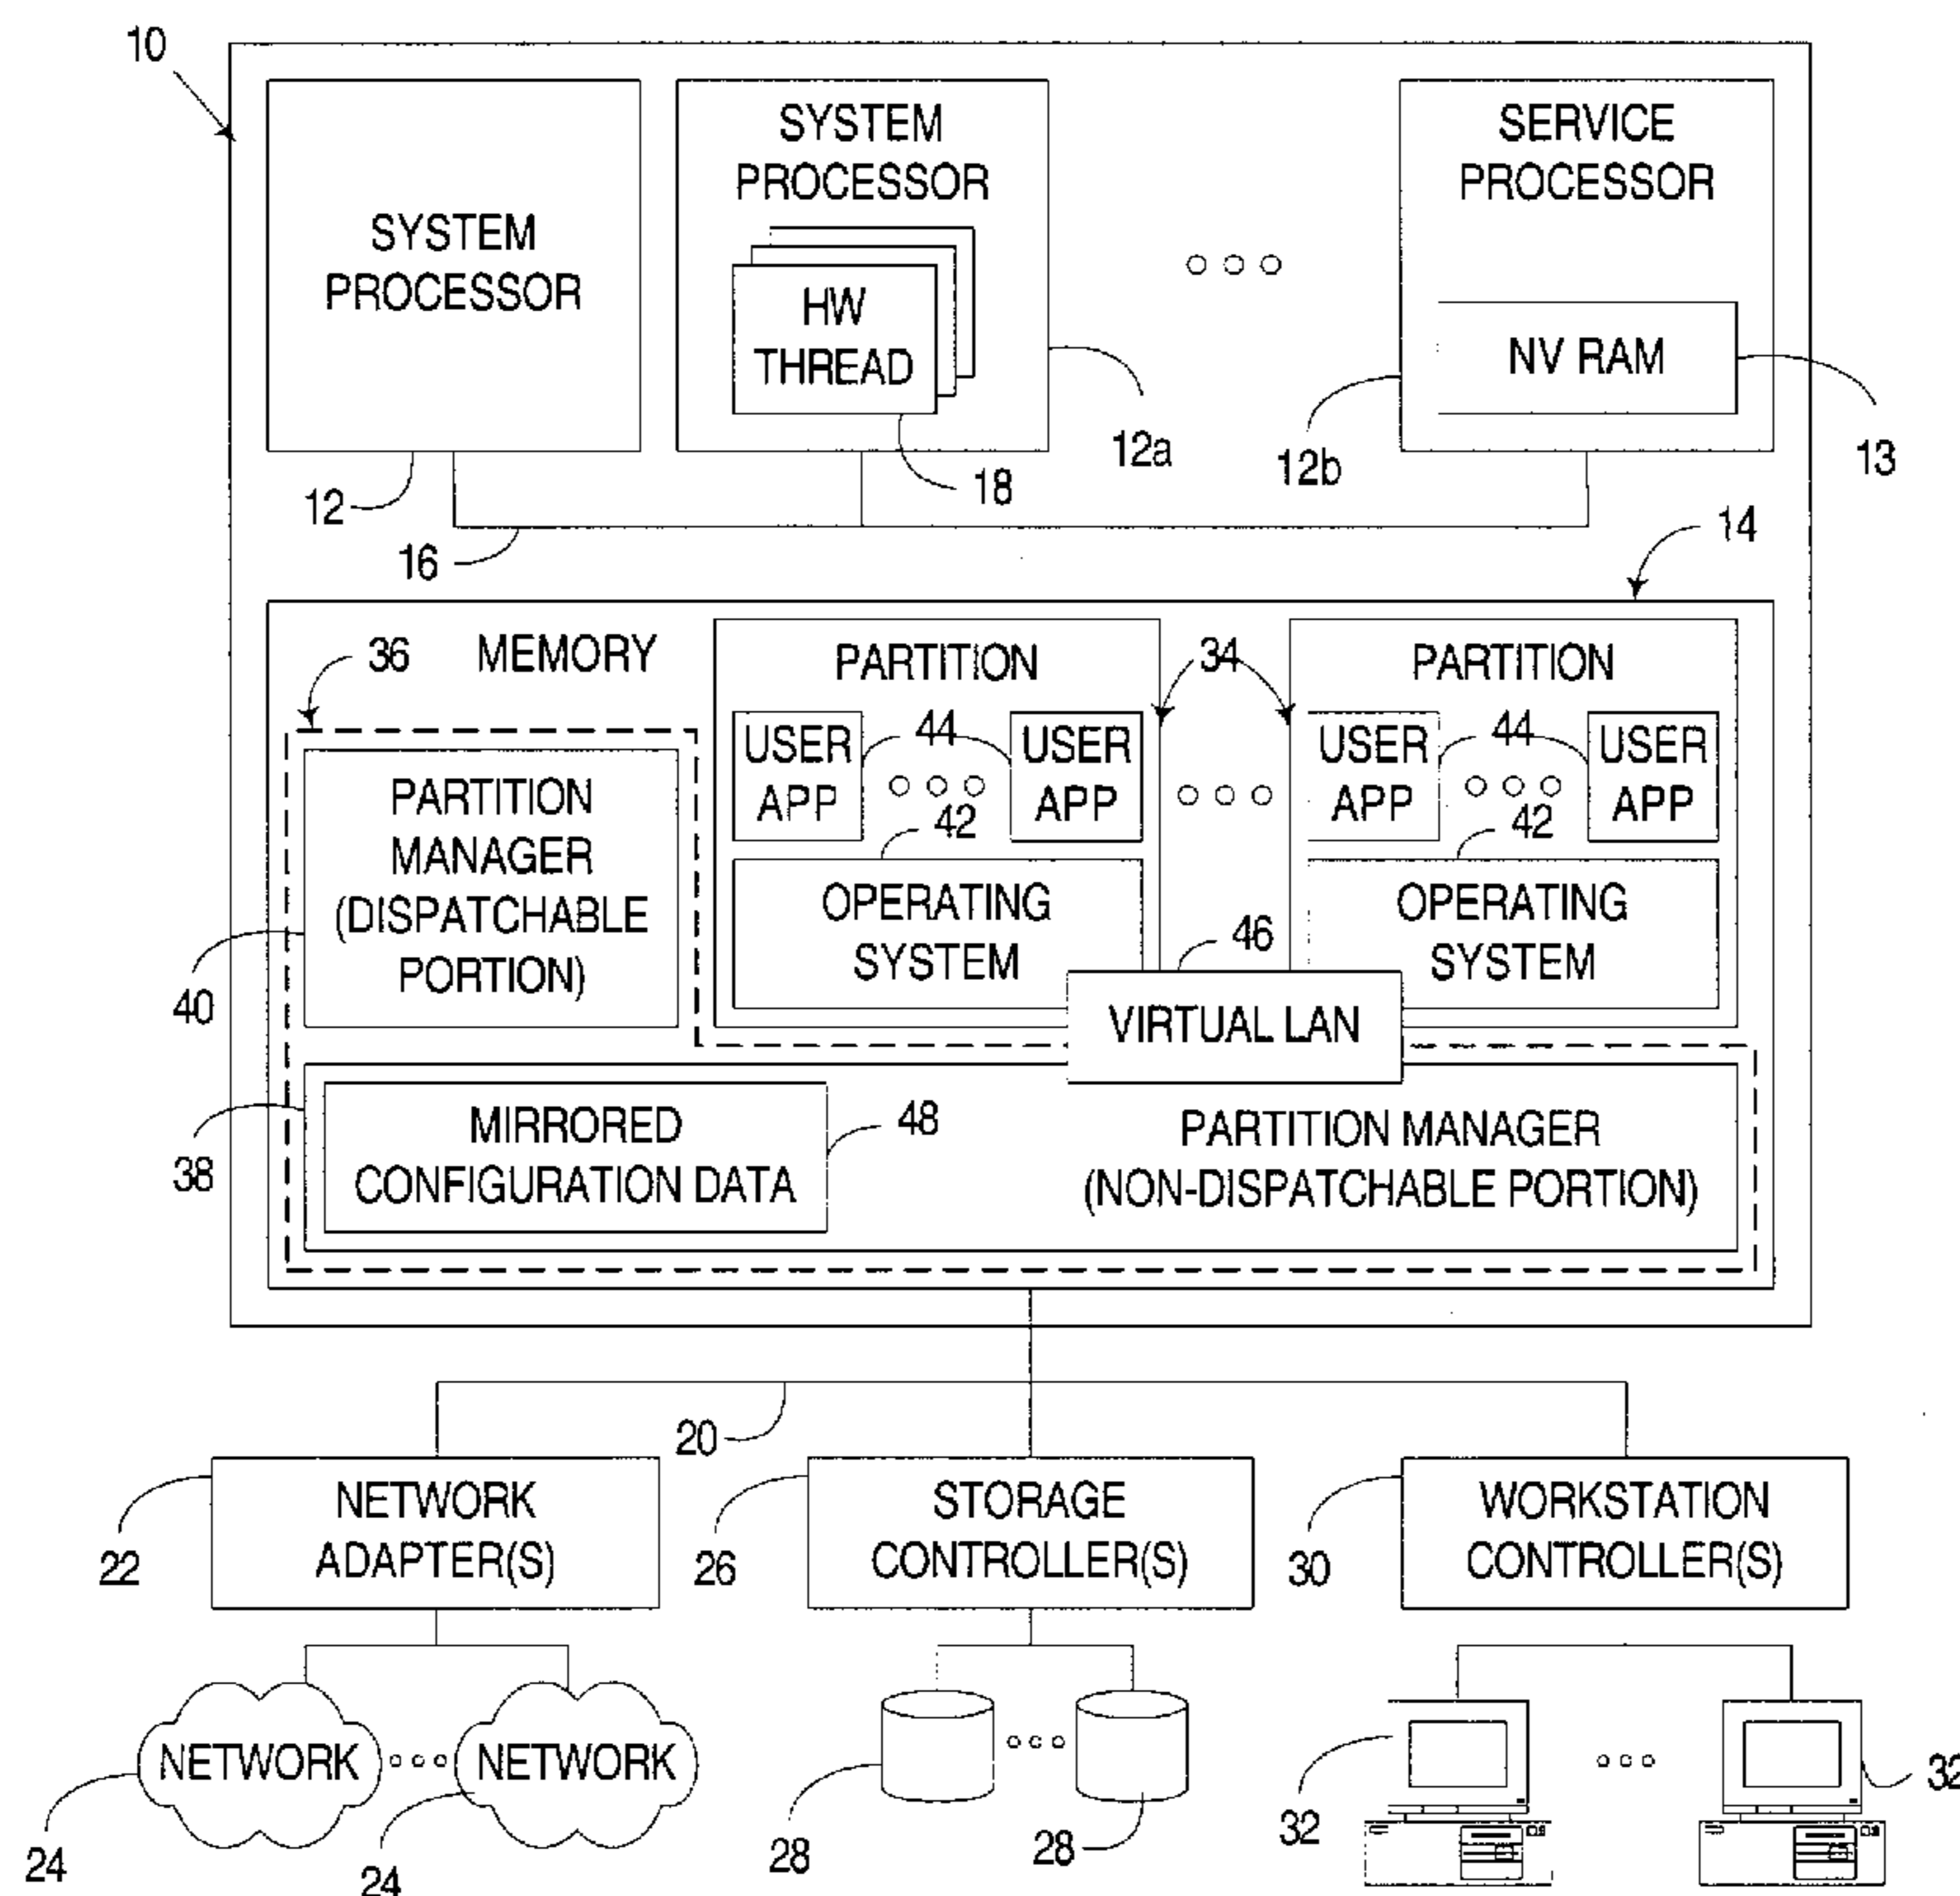 10
SYSTEM
PROCESSOR
SYSTEM
PROCESSOR
HW
THREAD
SERVICE
PROCESSOR
NV RAM
12
16
18
12a
12b
13
14
36
MEMORY
PARTITION
34
PARTITION
USER
APP
44
USER
APP
USER
APP
44
USER
APP
PARTITION
MANAGER
(DISPATCHABLE
PORTION)
42
OPERATING
SYSTEM
42
OPERATING
SYSTEM
46
VIRTUAL LAN
40
38
MIRRORED
CONFIGURATION DATA
48
PARTITION MANAGER
(NON-DISPATCHABLE PORTION)
20
22
NETWORK
ADAPTER(S)
26
STORAGE
CONTROLLER(S)
30
WORKSTATION
CONTROLLER(S)
NETWORK
NETWORK
24
24
28
28
32
32